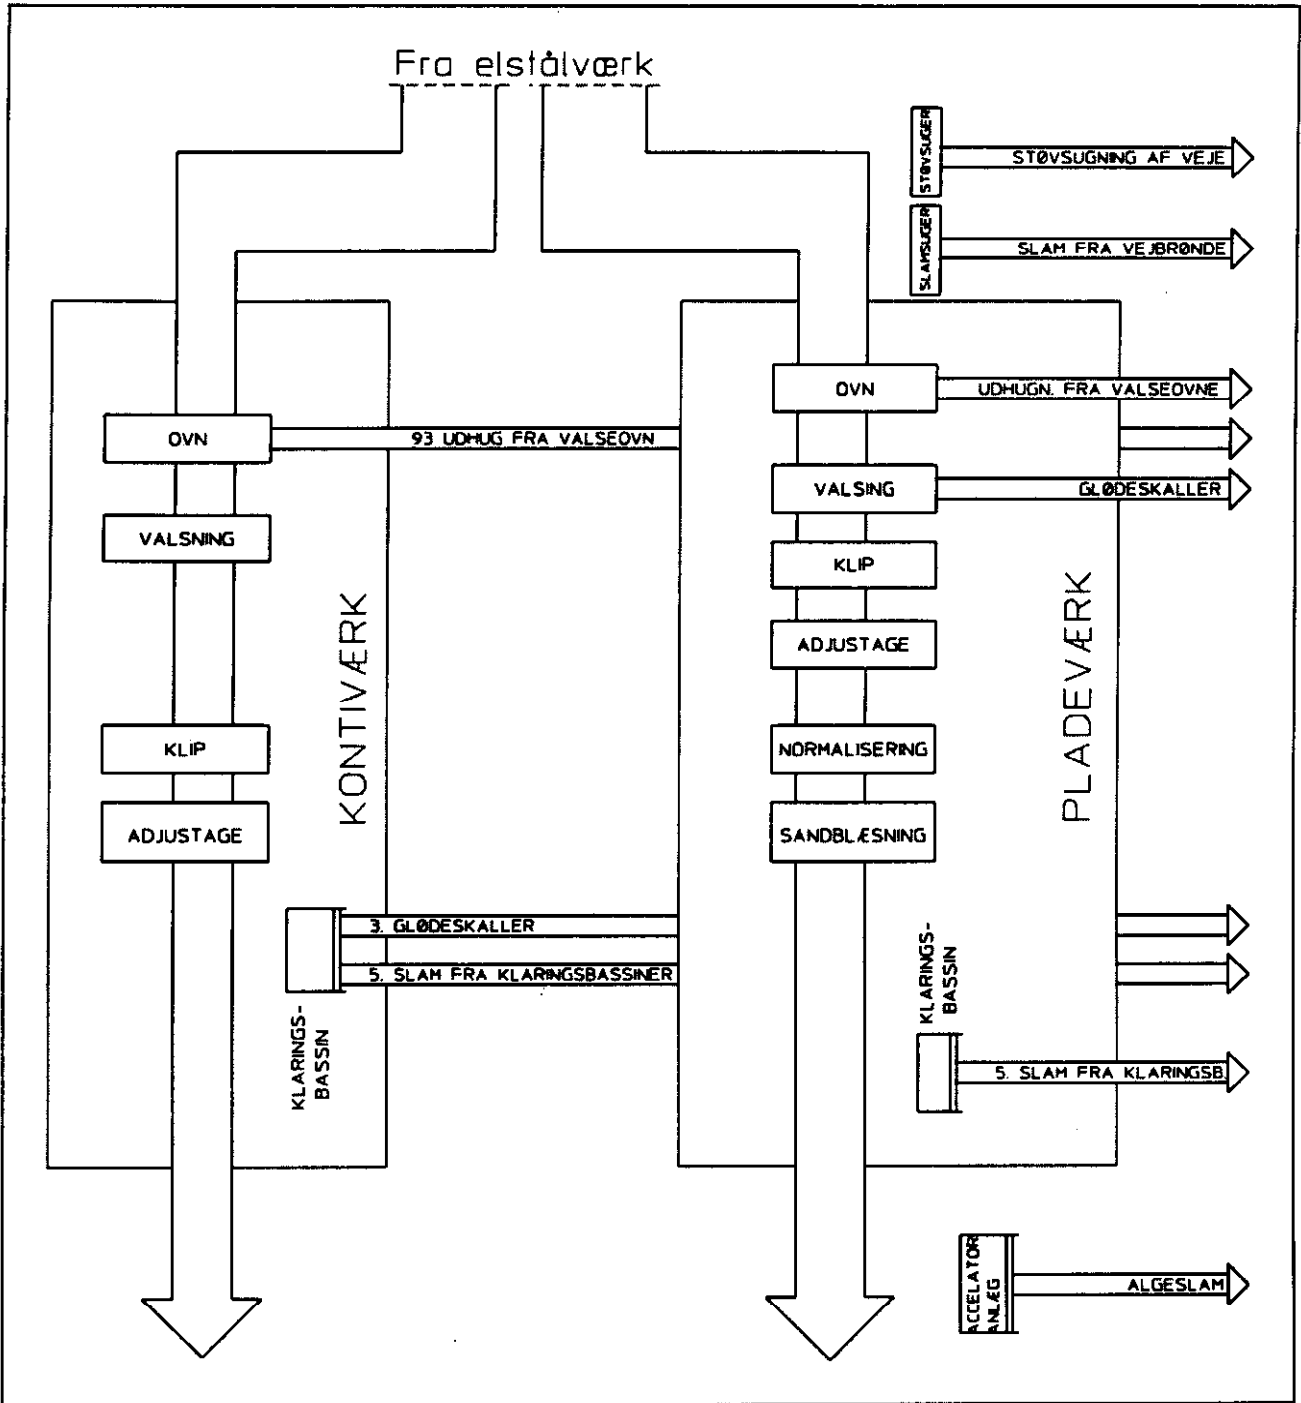 Fra elstålværk
STØVSUGER
STØVSUGNING AF VEJE
SLAMSUGER
SLAM FRA VEJBRØNDE
OVN
93 UDHUG FRA VALSEOVN
VALSNING
KLIP
ADJUSTAGE
KONTIVÆRK
3. GLØDESKALLER
5. SLAM FRA KLARINGSBASSINER
KLARINGS-
BASSIN
OVN
UDHUGN. FRA VALSEOVNE
VALSING
GLØDESKALLER
KLIP
ADJUSTAGE
NORMALISERING
SANDBLÆSNING
PLADEVÆRK
KLARINGS-
BASSIN
5. SLAM FRA KLARINGSB.
ACCELATOR
ANLÆG
ALGESLAM